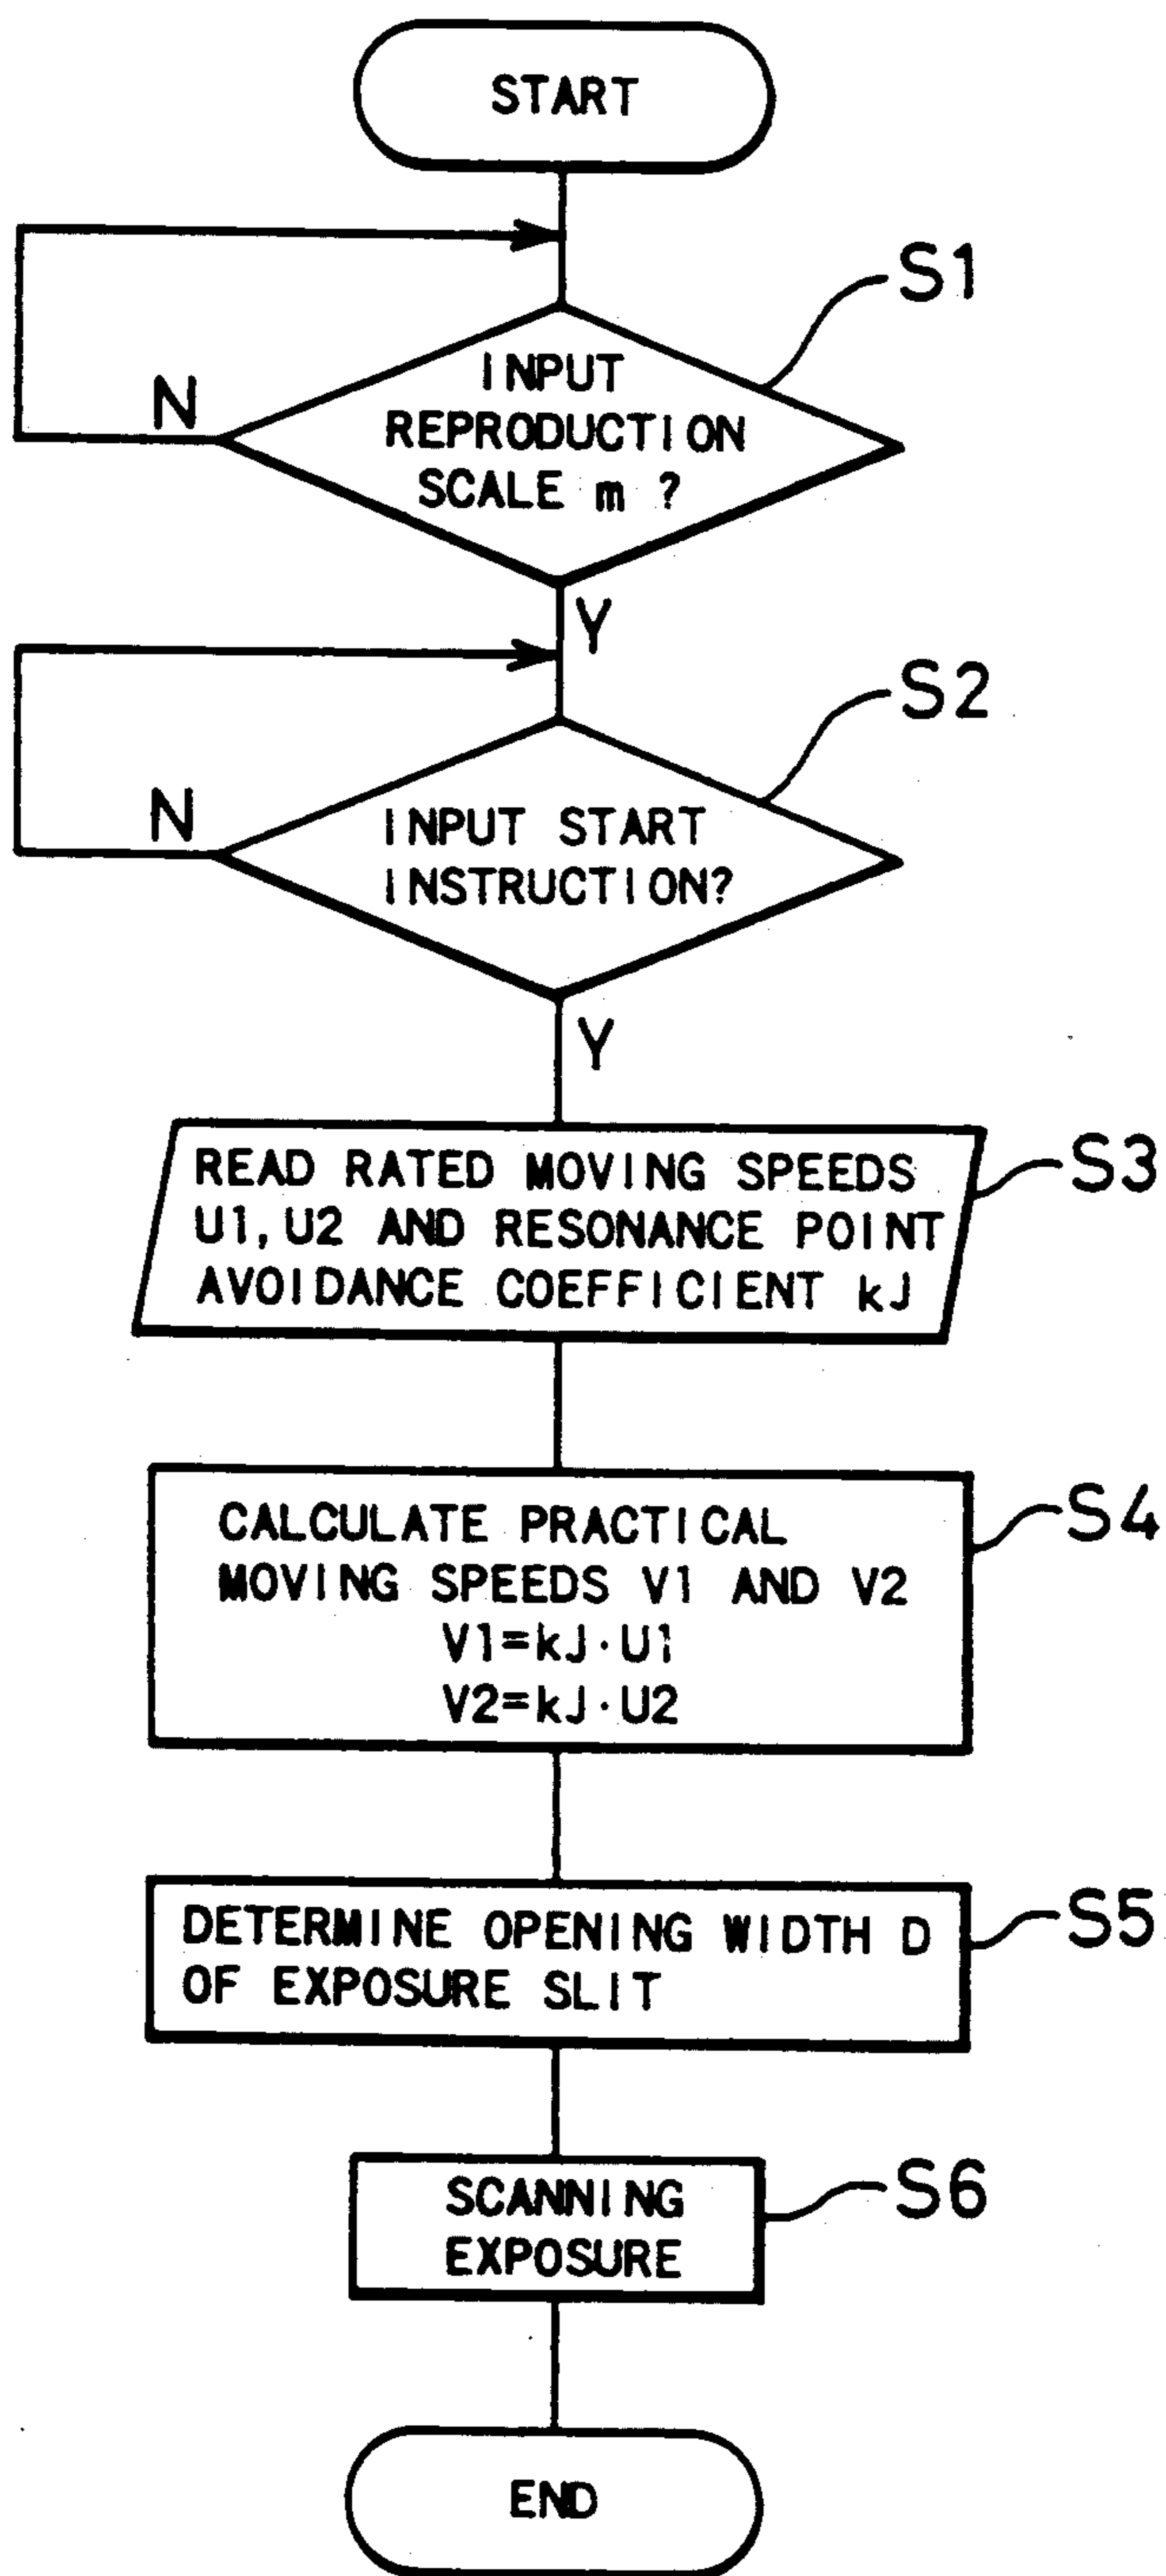 START
S1
INPUT
REPRODUCTION
SCALE m ?
N
Y
S2
INPUT START
INSTRUCTION?
N
Y
S3
READ RATED MOVING SPEEDS
U1,U2 AND RESONANCE POINT
AVOIDANCE COEFFICIENT kJ
S4
CALCULATE PRACTICAL
MOVING SPEEDS V1 AND V2
V1=kJ·U1
V2=kJ·U2
S5
DETERMINE OPENING WIDTH D
OF EXPOSURE SLIT
S6
SCANNING
EXPOSURE
END